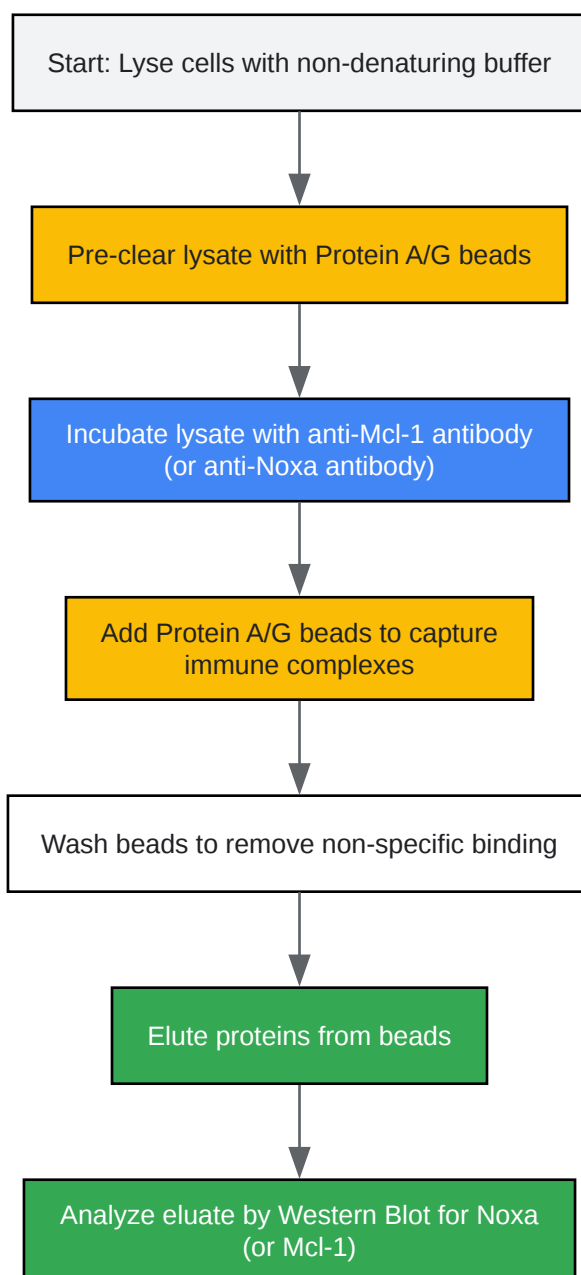 Start: Lyse cells with non-denaturing buffer
Pre-clear lysate with Protein A/G beads
Incubate lysate with anti-Mcl-1 antibody
(or anti-Noxa antibody)
Add Protein A/G beads to capture
immune complexes
Wash beads to remove non-specific binding
Elute proteins from beads
Analyze eluate by Western Blot for Noxa
(or Mcl-1)